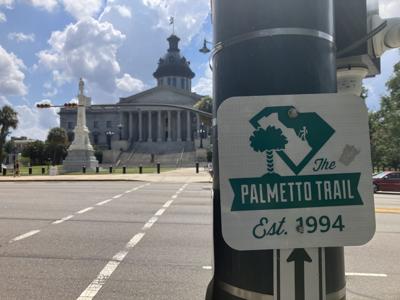 The
PALMETTO TRAIL
Est. 1994